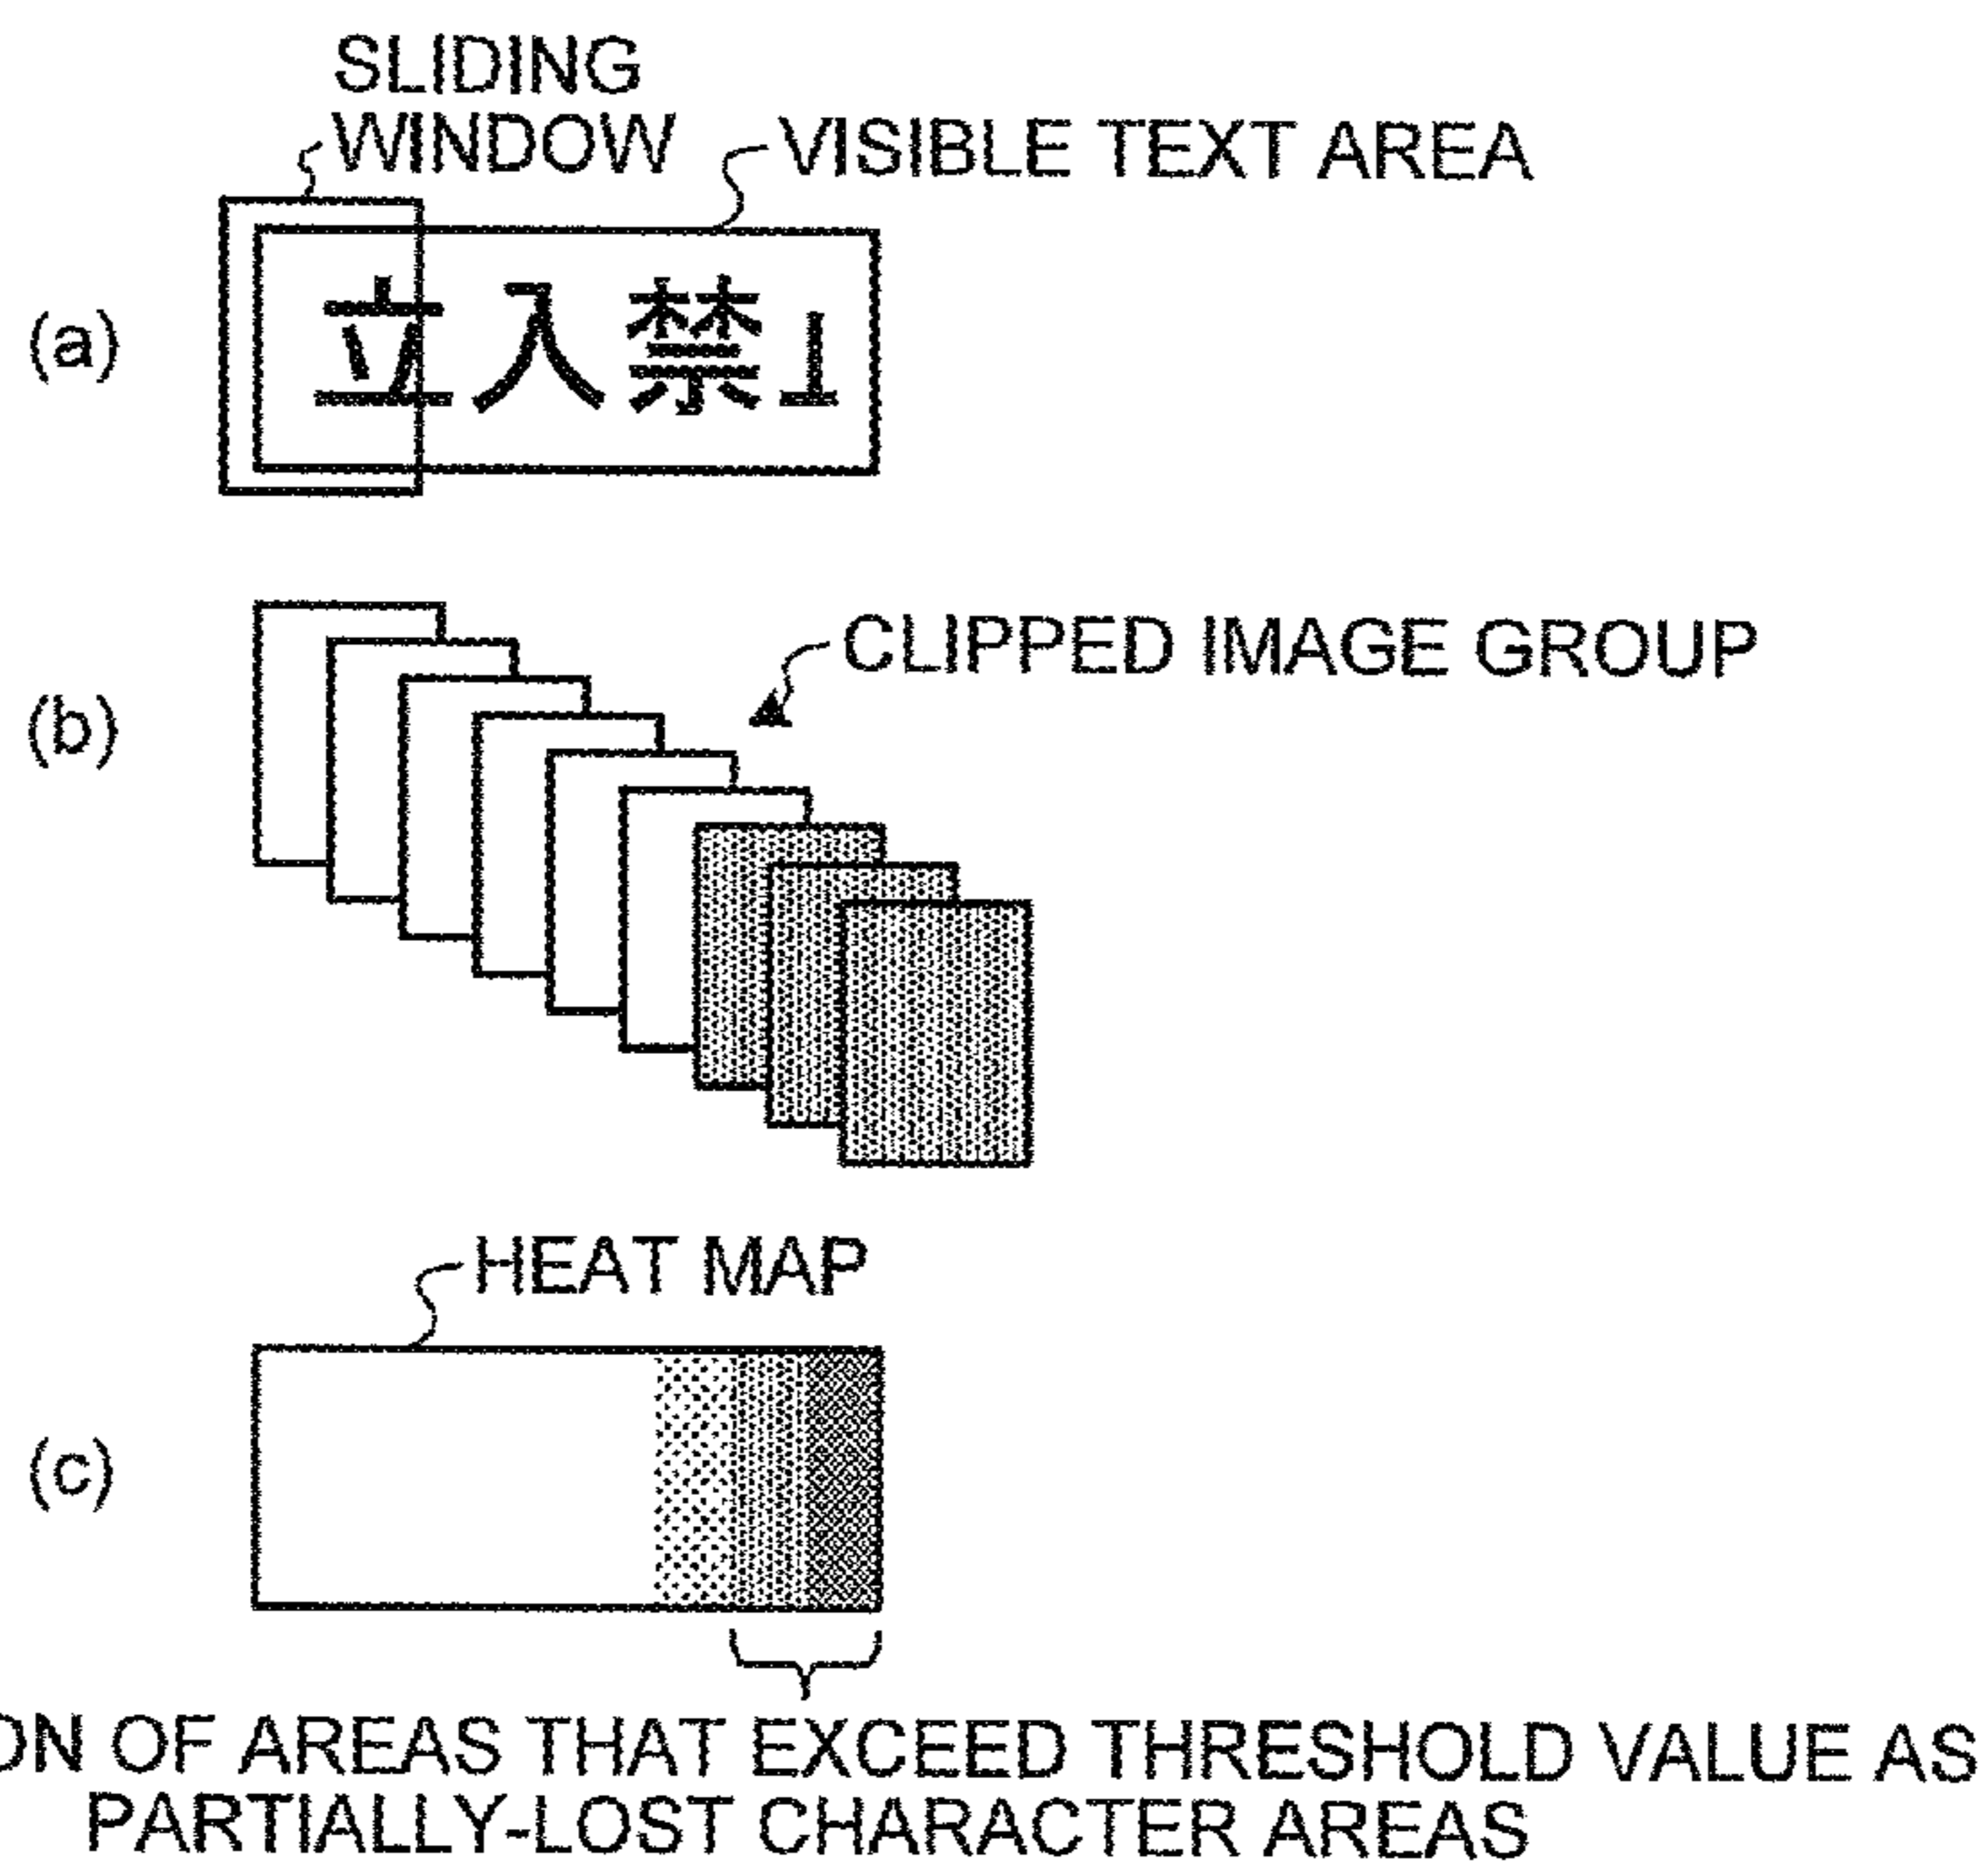 SLIDING
WINDOW
VISIBLE TEXT AREA
(a)
立入禁
(b)
CLIPPED IMAGE GROUP
HEAT MAP
(c)
OF AREAS THAT EXCEED THRESHOLD VALUE AS
PARTIALLY-LOST CHARACTER AREAS